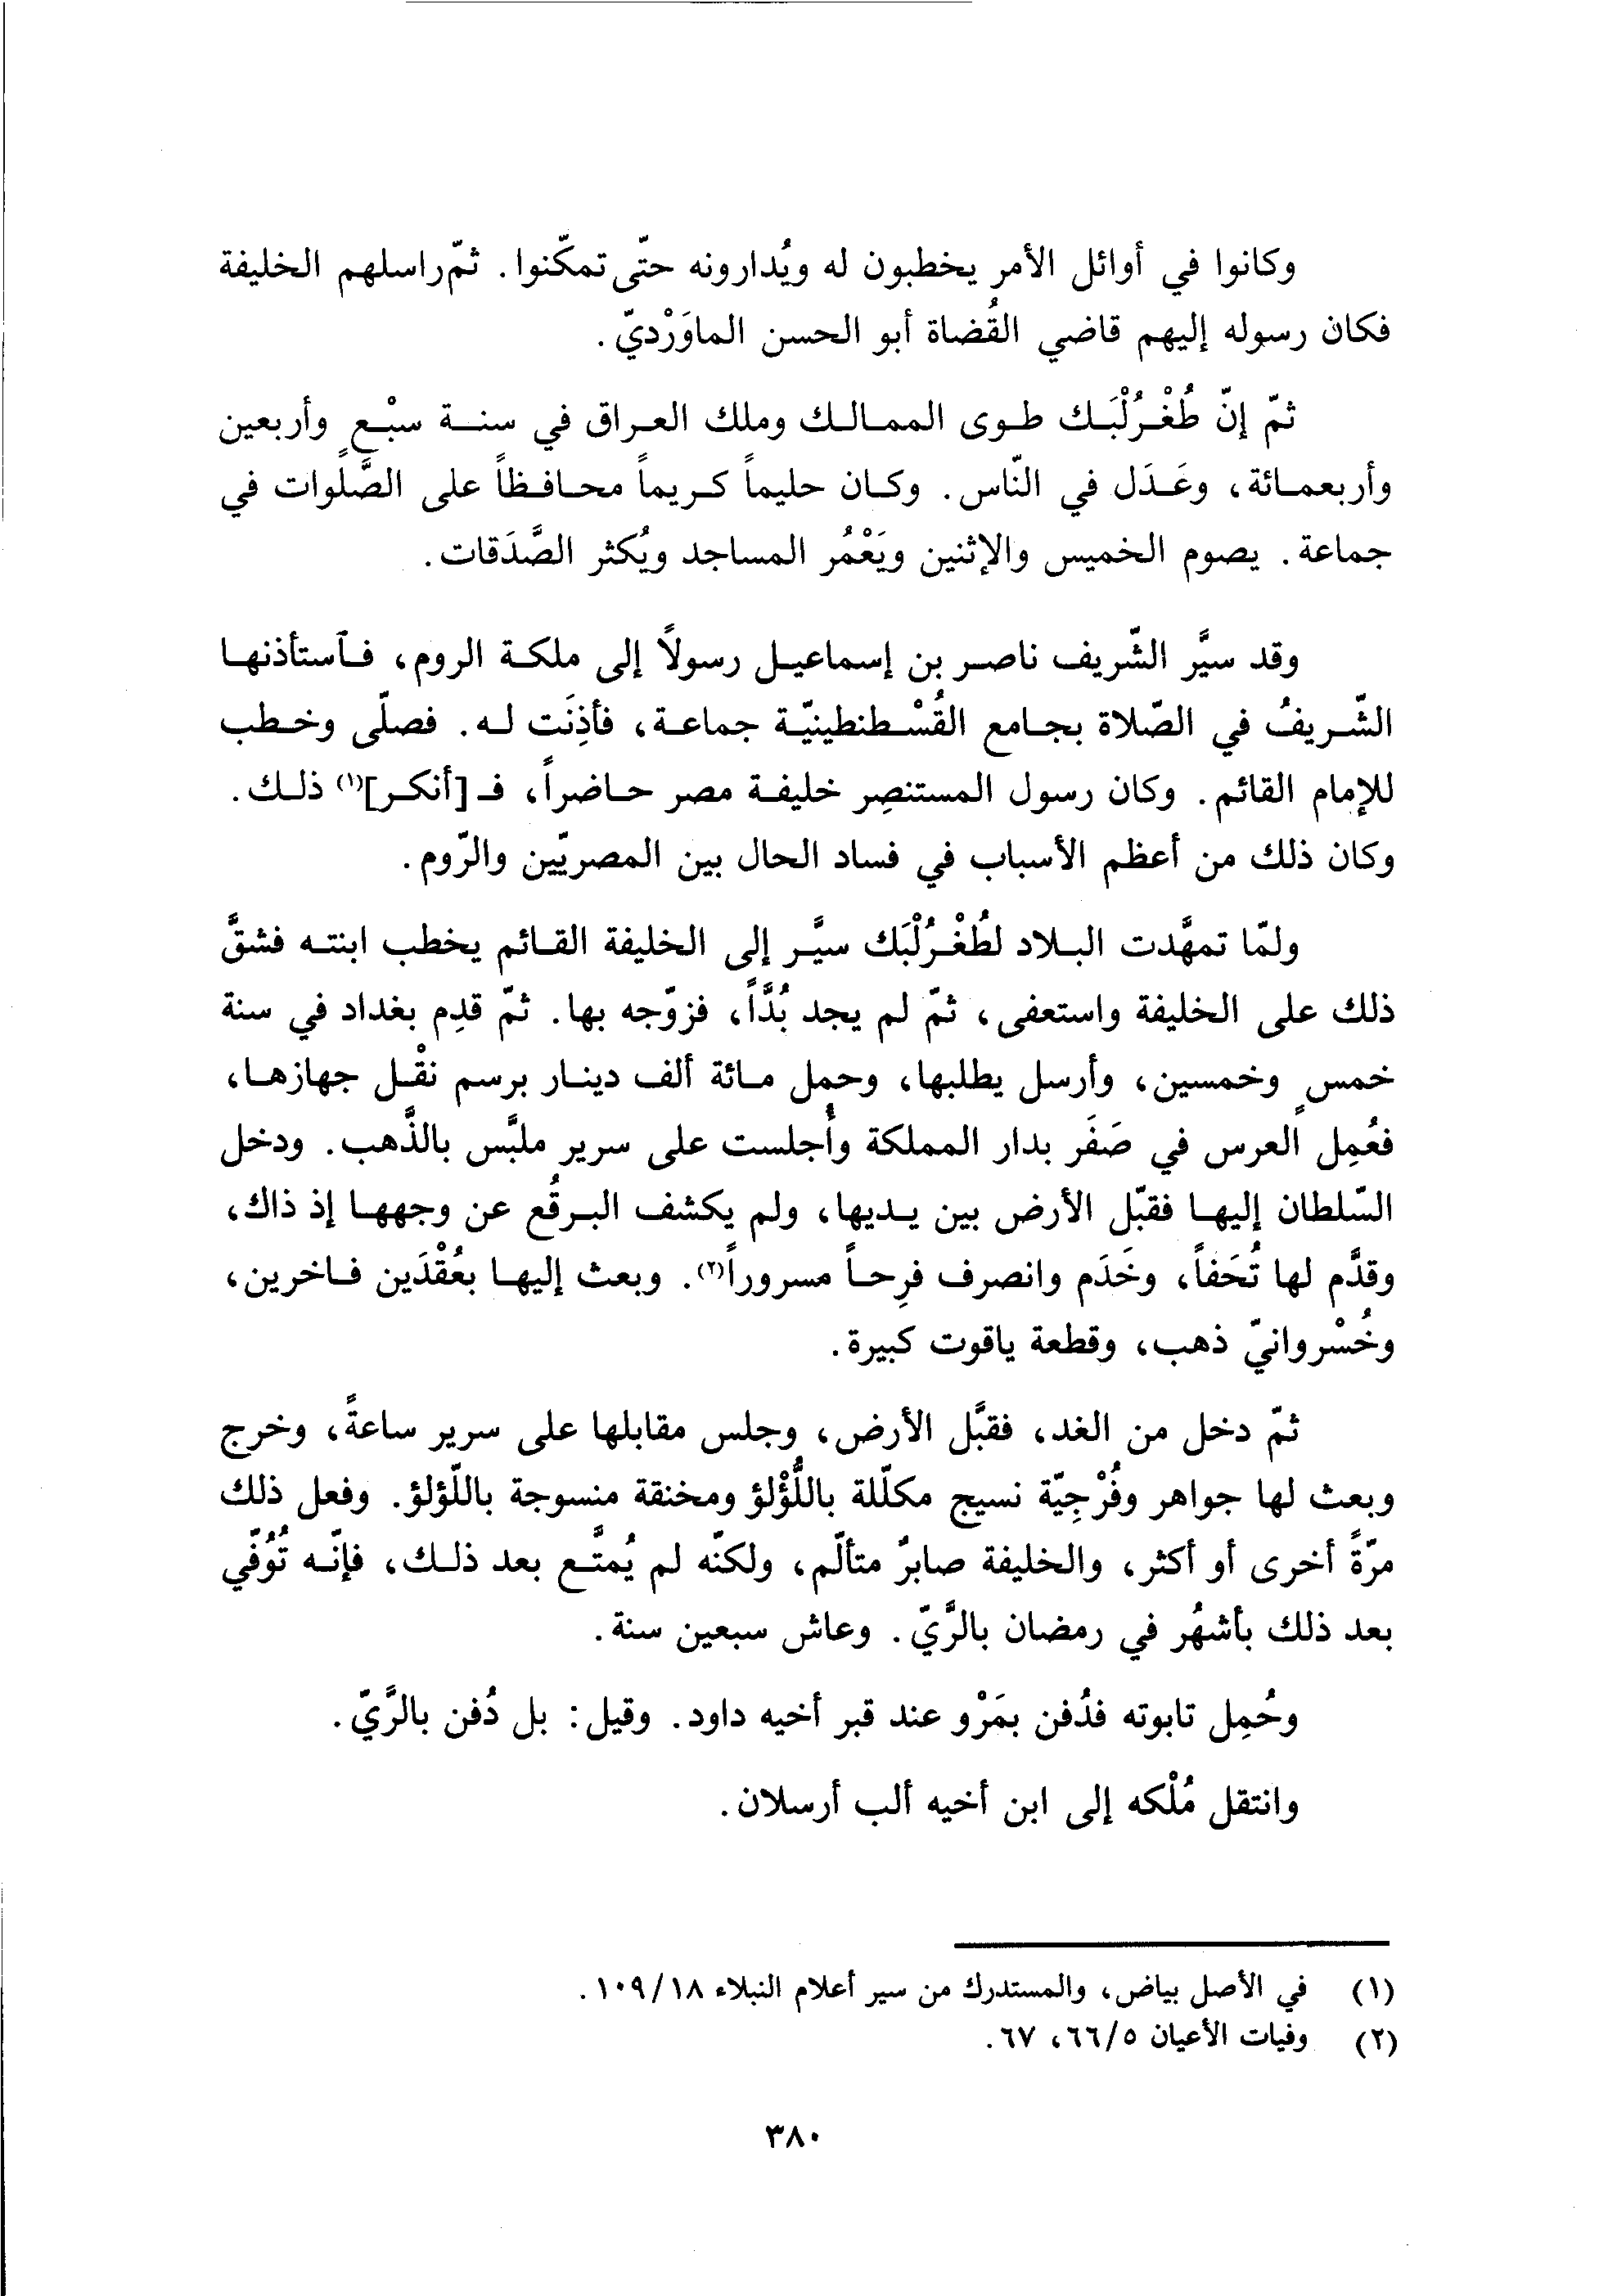 وكانوا في أوائل الأمر يخطبون له ويُدارونه حتّى تمكّنوا. ثمّ راسلهم الخليفة
فكان رسوله إليهم قاضي القُضاة أبو الحسن الماوَرْديّ.
ثمّ إنّ طُغْرُلْبَك طوى الممالك وملك العراق في سنة سبْعٍ وأربعين
وأربعمائة، وعَدَل في النّاس. وكان حليماً كريماً محافظاً على الصَّلَوات في
جماعة. يصوم الخميس والإثنين ويَعْمُر المساجد ويُكثر الصَّدَقات.
وقد سيَّر الشّريف ناصر بن إسماعيل رسولاً إلى ملكة الروم، فٱستأذنها
الشّريفُ في الصّلاة بجامع القُسْطنطينيّة جماعة، فأذِنَت له. فصلّى وخطب
للإمام القائم. وكان رسول المستنصِر خليفة مصر حاضراً، فـ [أنكر](١) ذلك.
وكان ذلك من أعظم الأسباب في فساد الحال بين المصريّين والرّوم.
ولمّا تمهَّدت البلاد لطُغْرُلْبَك سيَّر إلى الخليفة القائم يخطب ابنته فشقَّ
ذلك على الخليفة واستعفى، ثمّ لم يجد بُدَّاً، فزوّجه بها. ثمّ قدِم بغداد في سنة
خمسٍ وخمسين، وأرسل يطلبها، وحمل مائة ألف دينار برسم نقْل جهازها،
فعُمِل العرس في صَفَر بدار المملكة وأُجلست على سرير ملبَّس بالذَّهب. ودخل
السّلطان إليها فقبّل الأرض بين يديها، ولم يكشف البرقُع عن وجهها إذ ذاك،
وقدَّم لها تُحَفاً، وخَدَم وانصرف فرِحاً مسروراً(٢). وبعث إليها بعُقْدَين فاخرين،
وخُسْروانيّ ذهب، وقطعة ياقوت كبيرة.
ثمّ دخل من الغد، فقبَّل الأرض، وجلس مقابلها على سرير ساعةً، وخرج
وبعث لها جواهر وفُرْجِيّة نسيج مكلّلة باللُّؤْلؤ ومخنقة منسوجة باللّؤلؤ. وفعل ذلك
مرّةً أخرى أو أكثر، والخليفة صابرٌ متألّم، ولكنّه لم يُمتَّع بعد ذلك، فإنّه تُوُفّي
بعد ذلك بأشهُر في رمضان بالرَّيّ. وعاش سبعين سنة.
وحُمِل تابوته فدُفن بمَرْو عند قبر أخيه داود. وقيل: بل دُفن بالرَّيّ.
وانتقل مُلْكه إلى ابن أخيه ألب أرسلان.
(١) في الأصل بياض، والمستدرك من سير أعلام النبلاء ١٠٩/١٨.
(٢) وفيات الأعيان ٦٦/٥، ٦٧.
٣٨٠